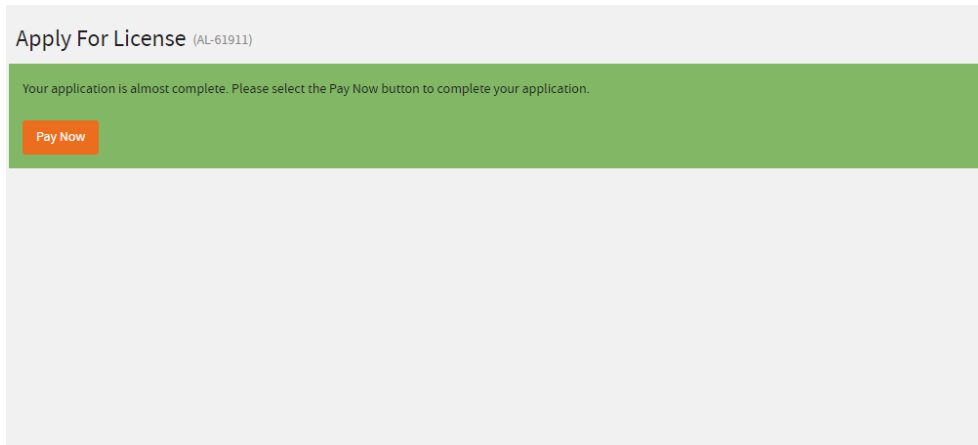 Apply For License (AL-61911)
Your application is almost complete. Please select the Pay Now button to complete your application.
Pay Now